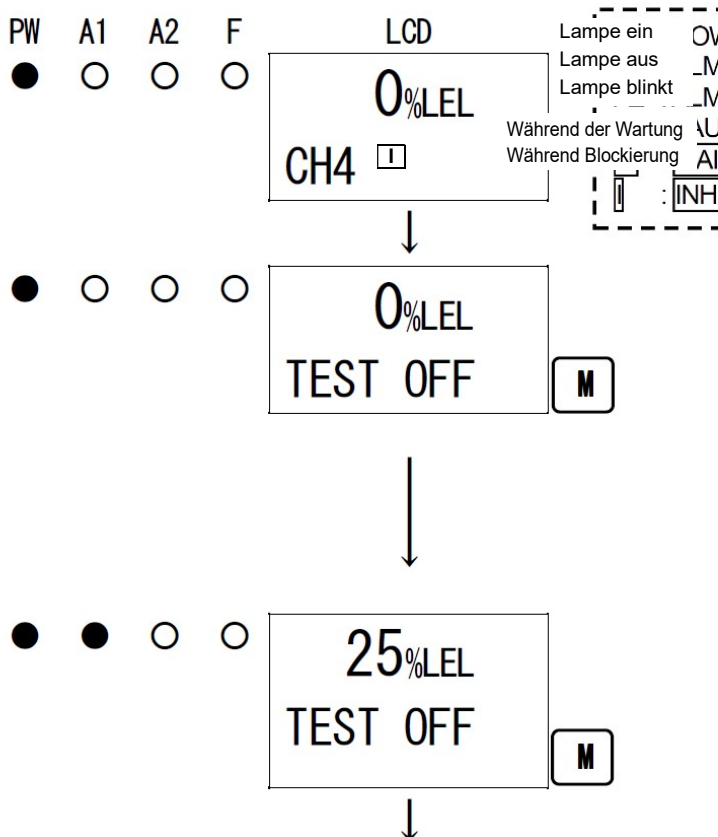 PW A1 A2 F LCD
Lampe ein
Lampe aus
Lampe blinkt
Während der Wartung
Während Blockierung
I : INH
0%LEL
CH4 I
0%LEL
TEST OFF M
25%LEL
TEST OFF M